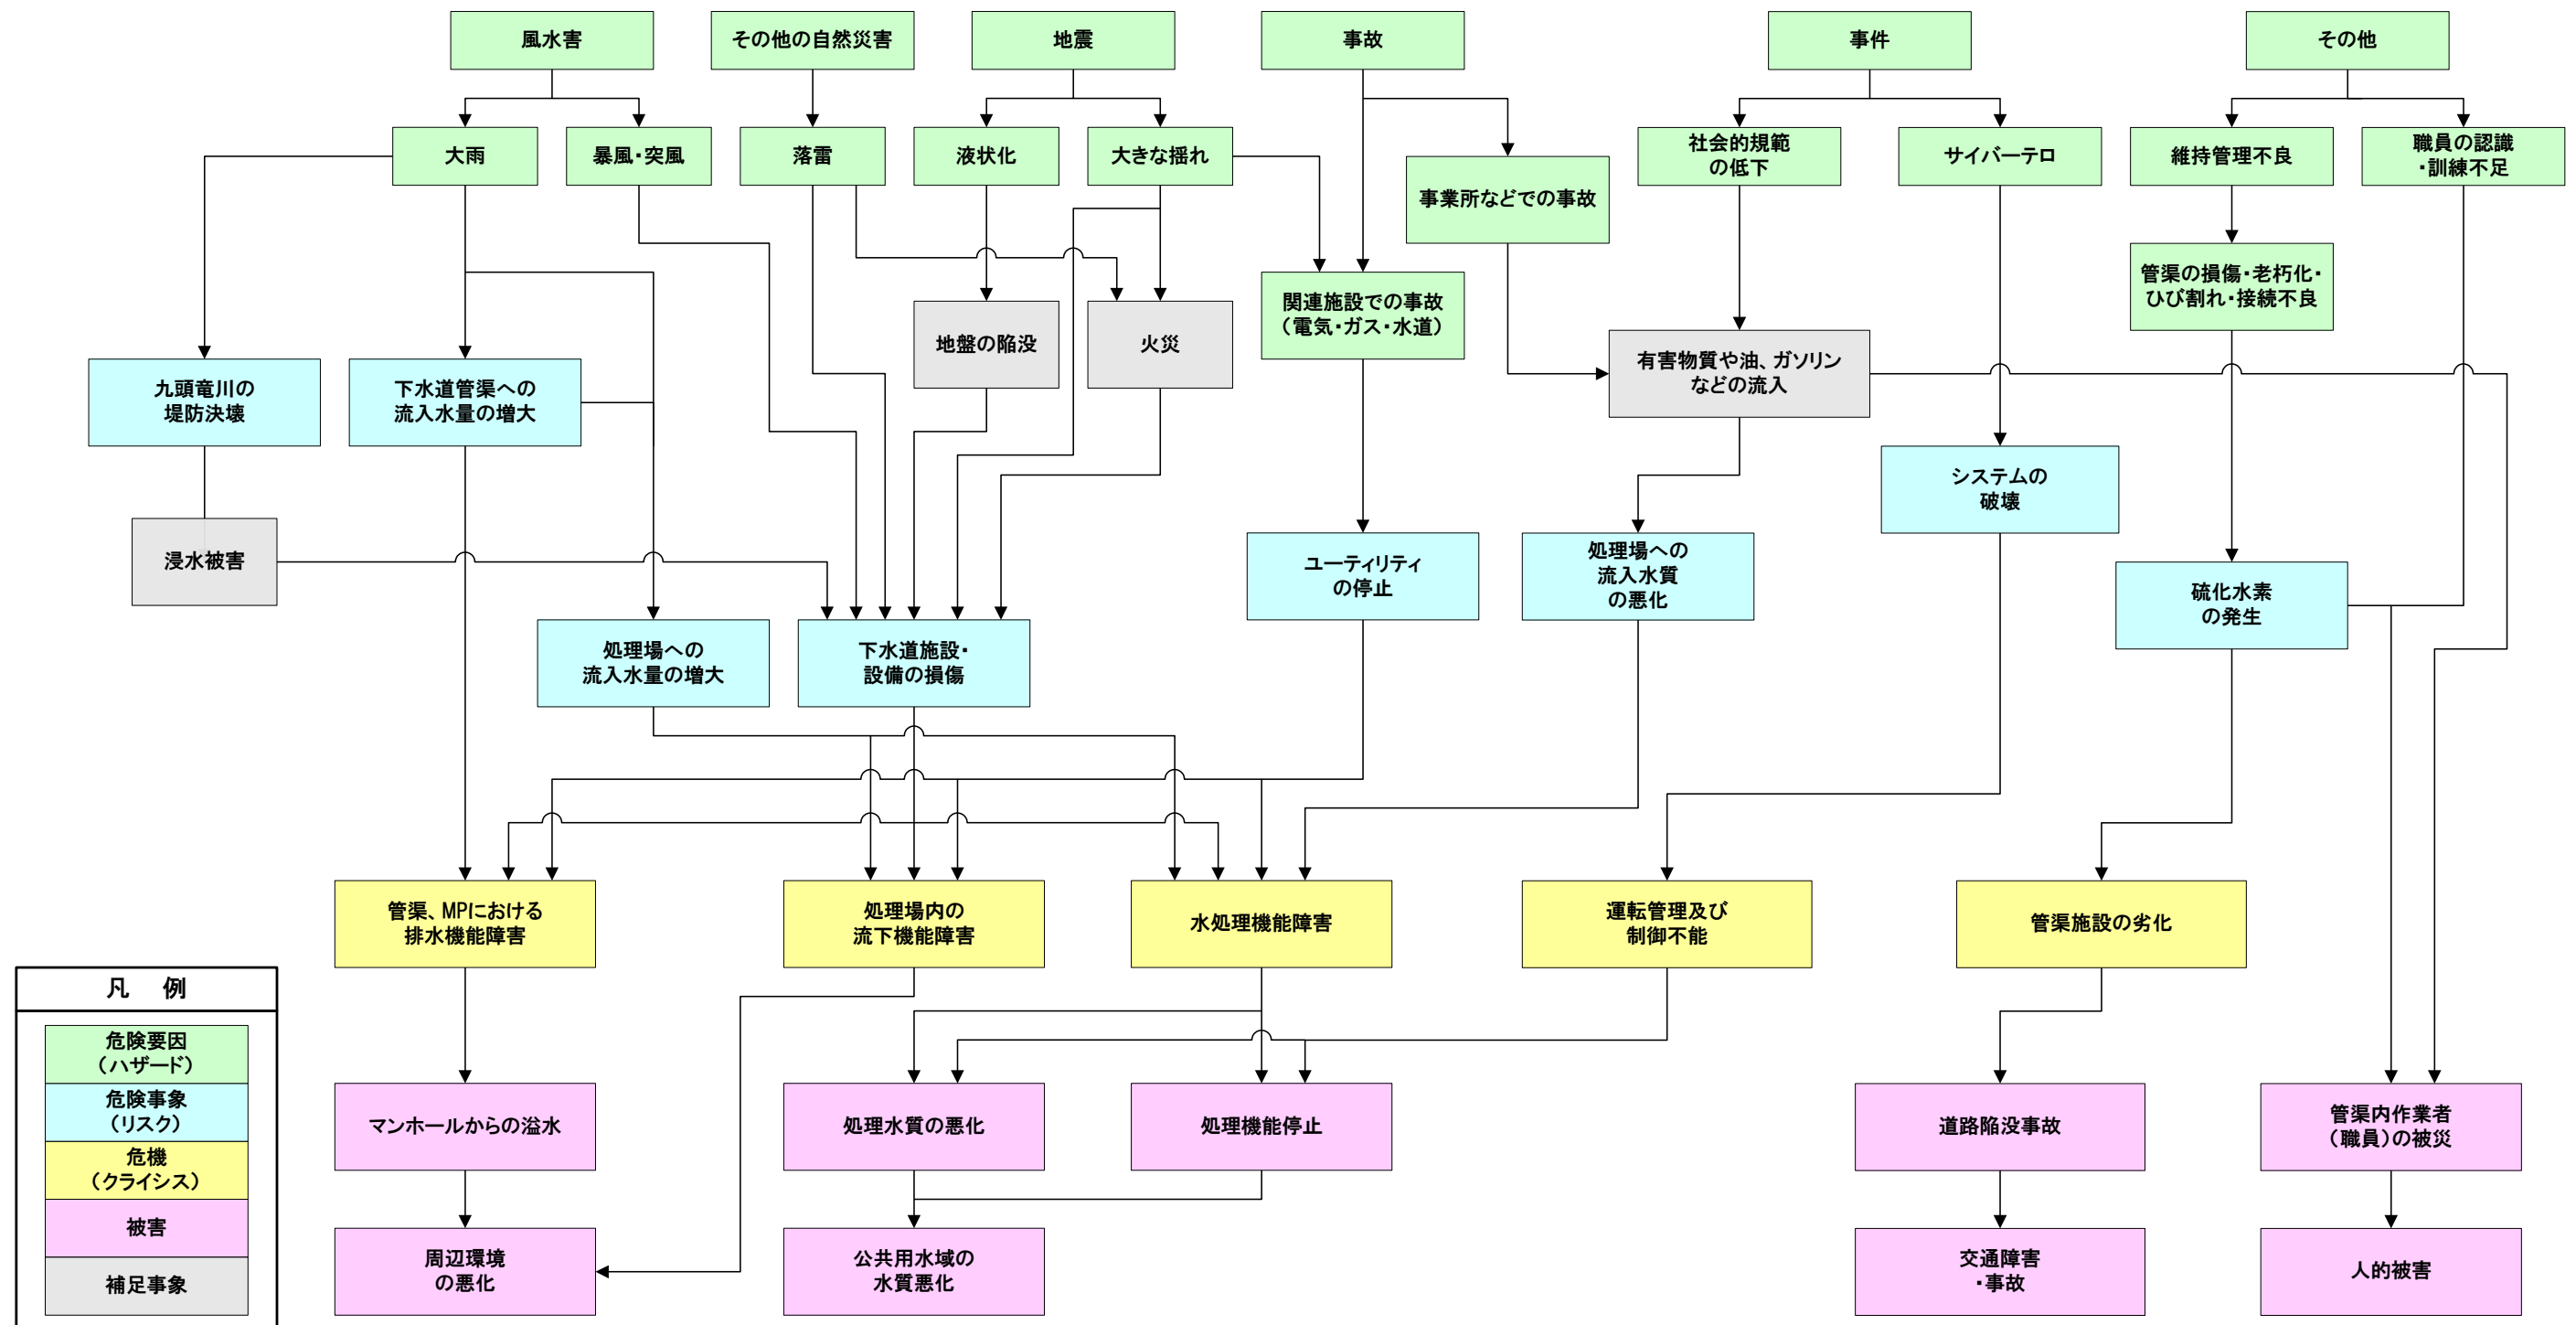 風水害
その他の自然災害
地震
事故
事件
その他
大雨
暴風・突風
落雷
液状化
大きな揺れ
事業所などでの事故
社会的規範
の低下
サイバーテロ
維持管理不良
職員の認識
・訓練不足
関連施設での事故
（電気・ガス・水道）
管渠の損傷・老朽化・
ひび割れ・接続不良
地盤の陥没
火災
有害物質や油、ガソリン
などの流入
九頭竜川の
堤防決壊
下水道管渠への
流入水量の増大
システムの
破壊
浸水被害
ユーティリティ
の停止
処理場への
流入水質
の悪化
硫化水素
の発生
処理場への
流入水量の増大
下水道施設・
設備の損傷
管渠、MPにおける
排水機能障害
処理場内の
流下機能障害
水処理機能障害
運転管理及び
制御不能
管渠施設の劣化
マンホールからの溢水
処理水質の悪化
処理機能停止
道路陥没事故
管渠内作業者
（職員）の被災
周辺環境
の悪化
公共用水域の
水質悪化
交通障害
・事故
人的被害
凡　例
危険要因
（ハザード）
危険事象
（リスク）
危機
（クライシス）
被害
補足事象